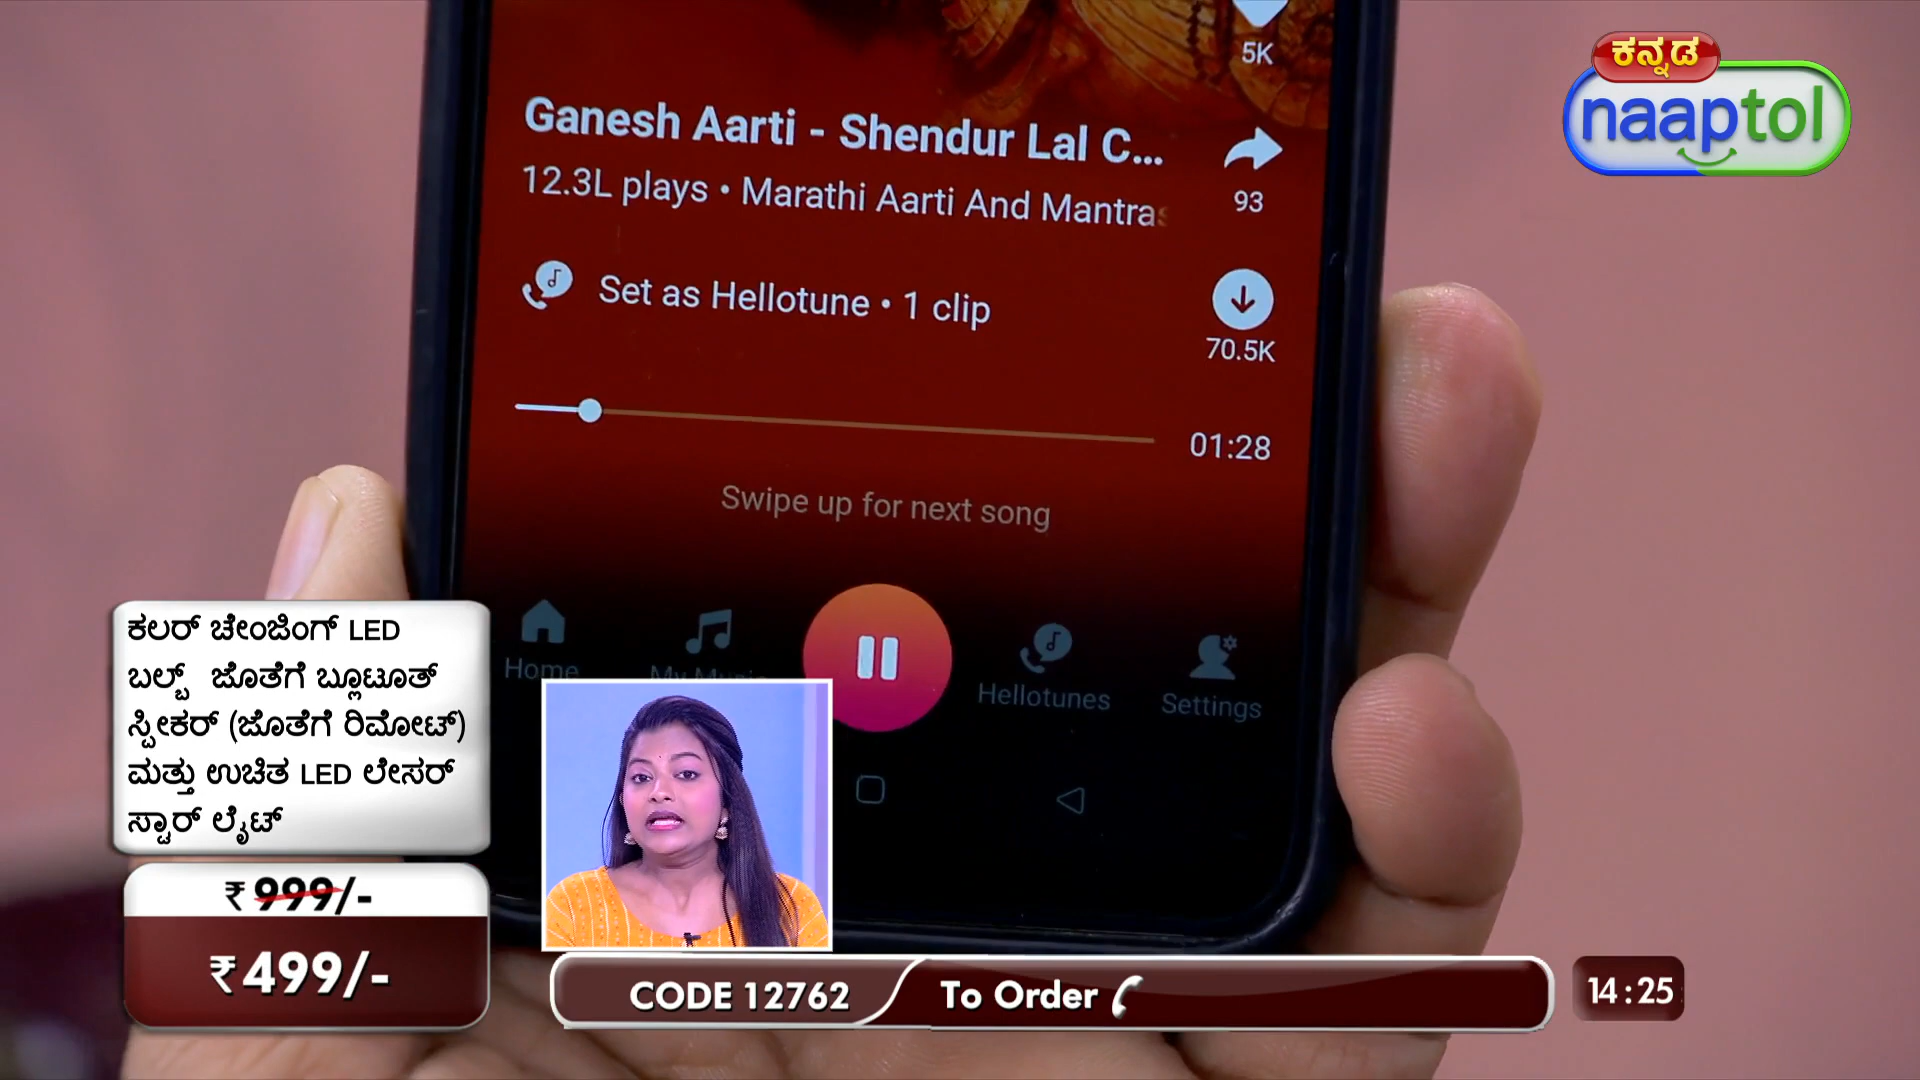 5K
Ganesh Aarti - Shendur Lal C...
12.3L plays • Marathi Aarti And Mantras
93
Set as Hellotune • 1 clip
70.5K
01:28
Swipe up for next song
Home
My Music
Hellotunes
Settings
ಕನ್ನಡ
naaptol
ಕಲರ್ ಚೇಂಜಿಂಗ್ LED
ಬಲ್ಬ್ ಜೊತೆಗೆ ಬ್ಲೂಟೂತ್
ಸ್ಪೀಕರ್ (ಜೊತೆಗೆ ರಿಮೋಟ್)
ಮತ್ತು ಉಚಿತ LED ಲೇಸರ್
ಸ್ಟಾರ್ ಲೈಟ್
₹ 999/-
₹ 499/-
CODE 12762
To Order
14:25